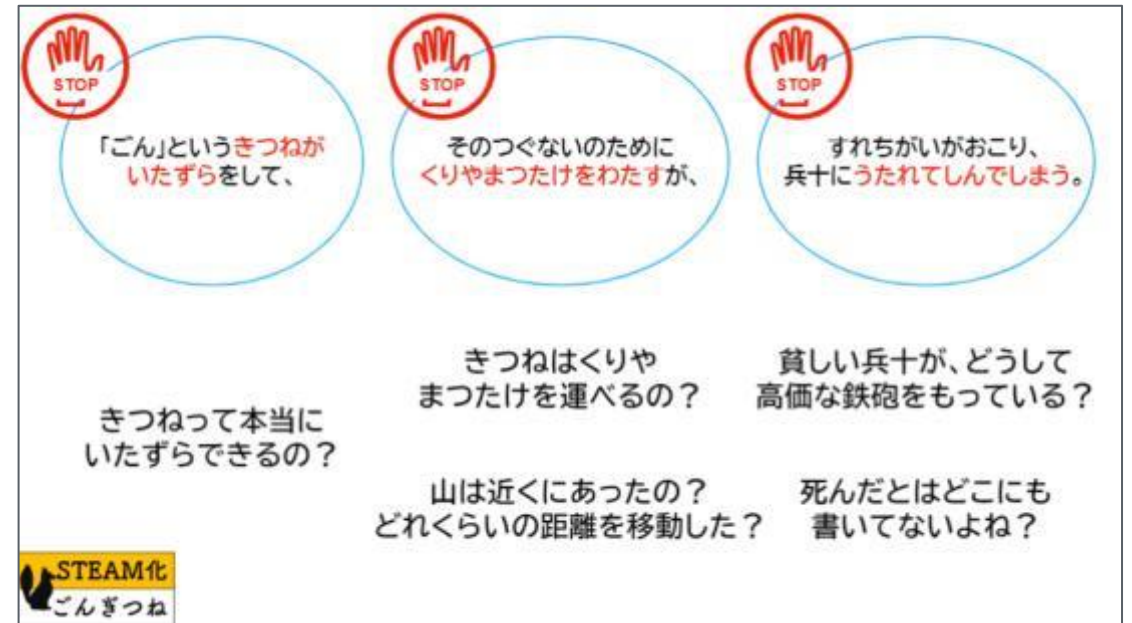 STOP
「ごん」というきつねが
いたずらをして、
きつねって本当に
いたずらできるの？
STOP
そのつぐないのために
くりやまつたけをわたすが、
きつねはくりや
まつたけを運べるの？
山は近くにあったの？
どれくらいの距離を移動した？
STOP
すれちがいがおこり、
兵十にうたれてしんでしまう。
貧しい兵十が、どうして
高価な鉄砲をもっている？
死んだとはどこにも
書いてないよね？
STEAM化
ごんぎつね